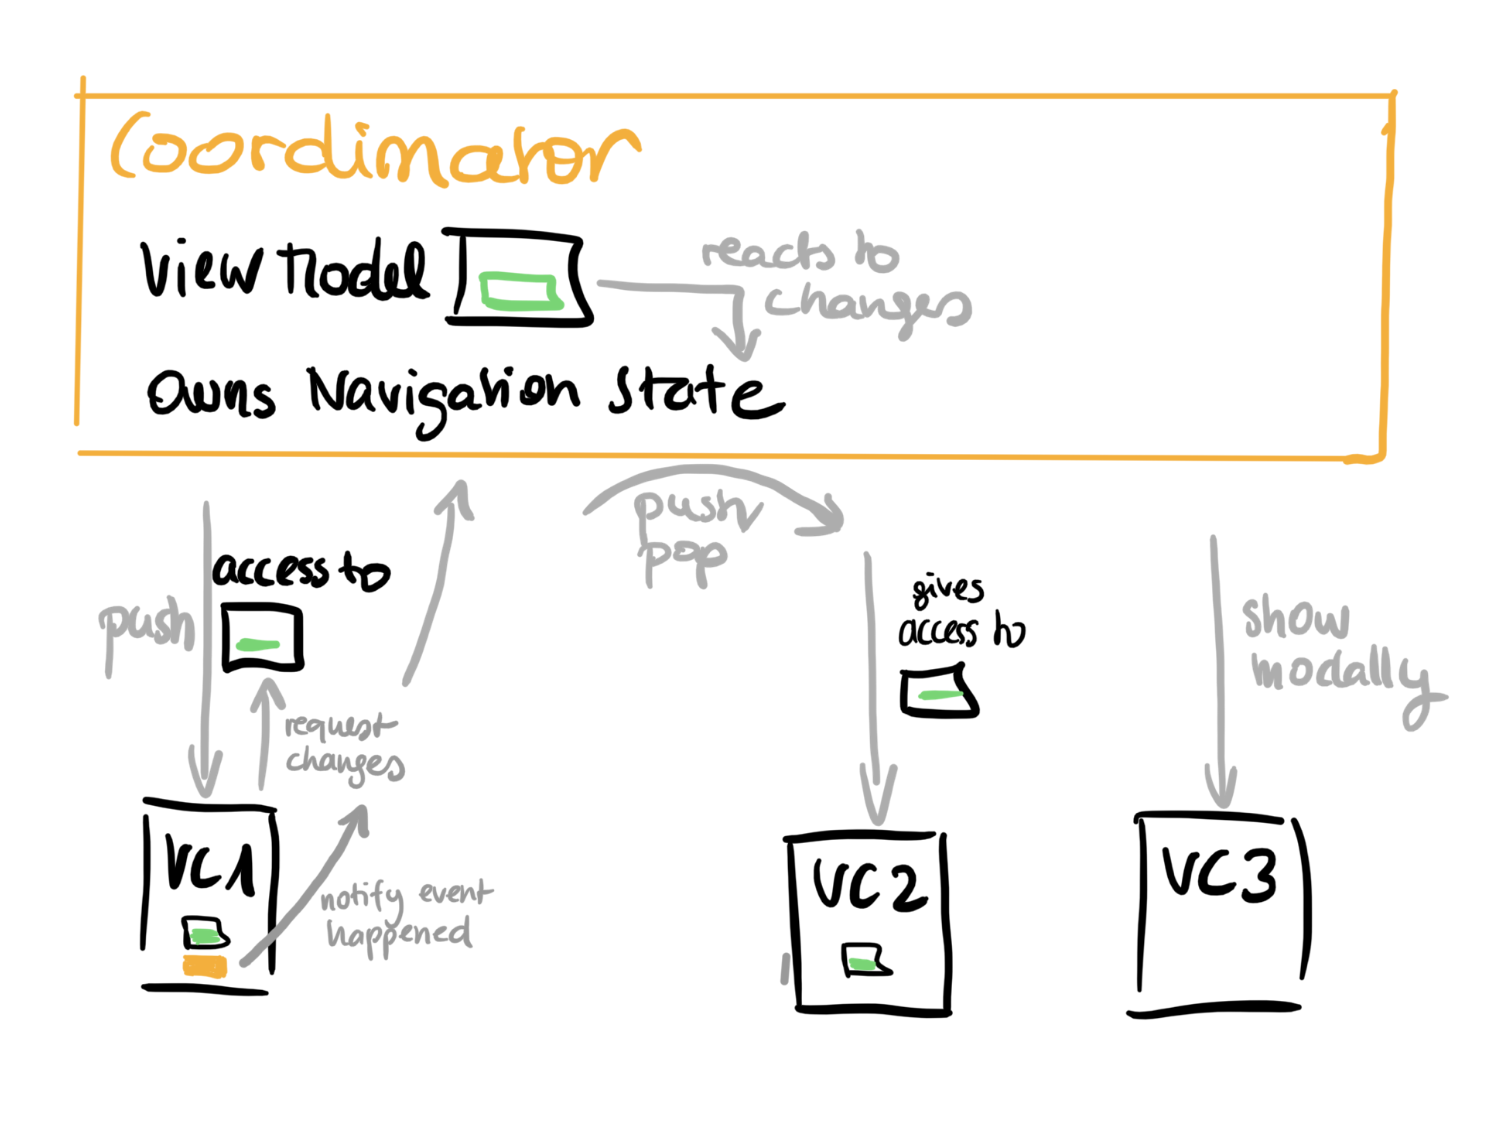 Coordinator
View Model
reacts to
changes
Owns Navigation State
push
pop
access to
push
gives
access to
show
modally
request
changes
VC1
notify event
happened
VC2
VC3